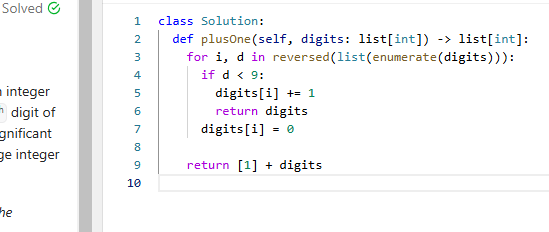 Solved
integer
digit of
gnificant
ge integer
he
1 class Solution:
2   def plusOne(self, digits: list[int]) -> list[int]:
3     for i, d in reversed(list(enumerate(digits))):
4       if d < 9:
5         digits[i] += 1
6         return digits
7       digits[i] = 0
8
9     return [1] + digits
10